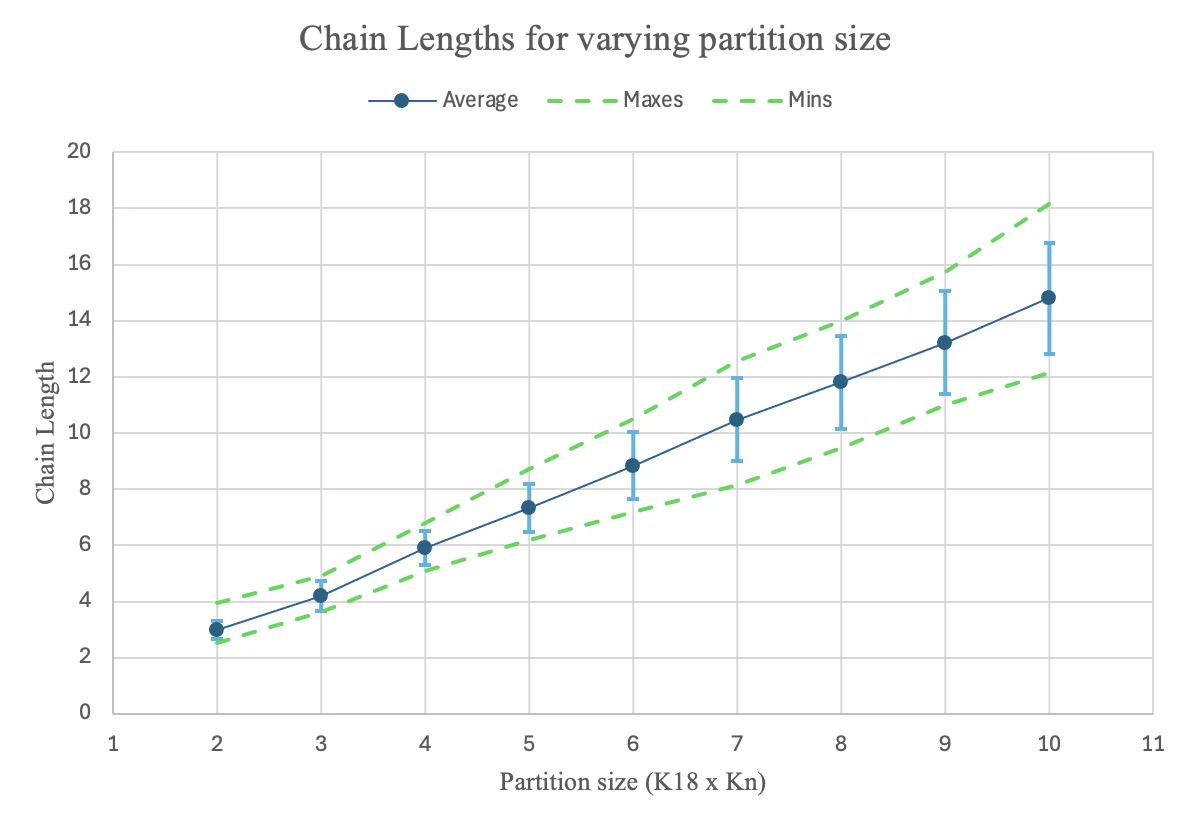 Chain Lengths for varying partition size
Average Maxes Mins
20
18
16
14
12
10
8
6
4
2
0
Chain Length
1 2 3 4 5 6 7 8 9 10 11
Partition size (K18 x Kn)